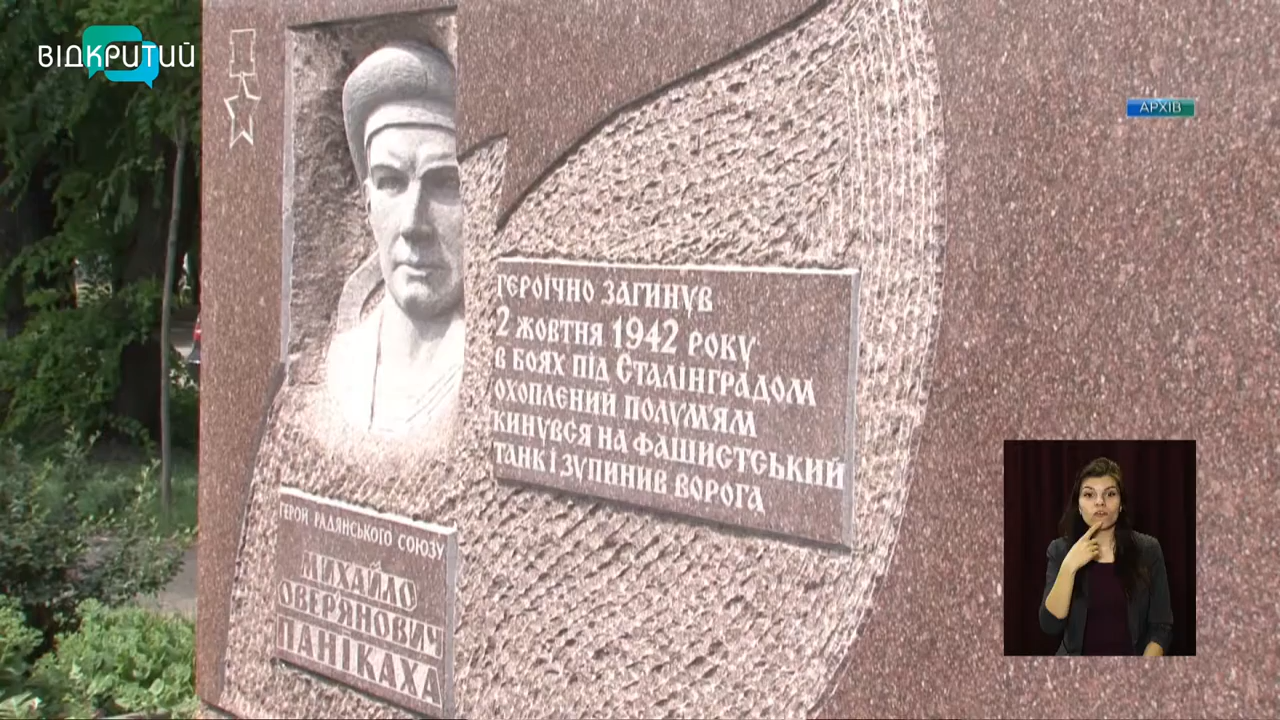 ВІДКРИТИЙ
АРХІВ
ГЕРОЇЧНО ЗАГИНУВ
2 ЖОВТНЯ 1942 РОКУ
В БОЯХ ПІД СТАЛІНГРАДОМ
ОХОПЛЕНИЙ ПОЛУМ'ЯМ
КИНУВСЯ НА ФАШИСТСЬКИЙ
ТАНК І ЗУПИНИВ ВОРОГА
ГЕРОЙ РАДЯНСЬКОГО СОЮЗУ
МИХАЙЛО
ОВЕРЯНОВИЧ
ПАНІКАХА